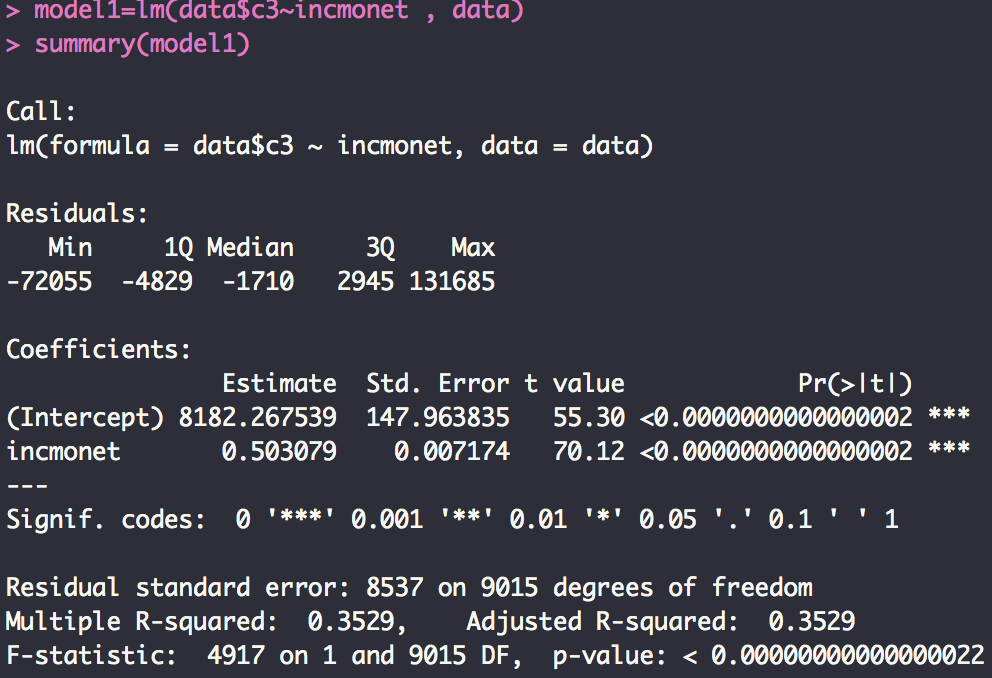 > model1=lm(data$c3~incmonet , data)
> summary(model1)
Call:
lm(formula = data$c3 ~ incmonet, data = data)
Residuals:
   Min     1Q Median     3Q    Max
-72055  -4829  -1710   2945 131685
Coefficients:
               Estimate  Std. Error t value            Pr(>|t|)
(Intercept) 8182.267539  147.963835   55.30 <0.0000000000000002 ***
incmonet       0.503079    0.007174   70.12 <0.0000000000000002 ***
---
Signif. codes:  0 '***' 0.001 '**' 0.01 '*' 0.05 '.' 0.1 ' ' 1
Residual standard error: 8537 on 9015 degrees of freedom
Multiple R-squared:  0.3529,	Adjusted R-squared:  0.3529
F-statistic:  4917 on 1 and 9015 DF,  p-value: < 0.00000000000000022